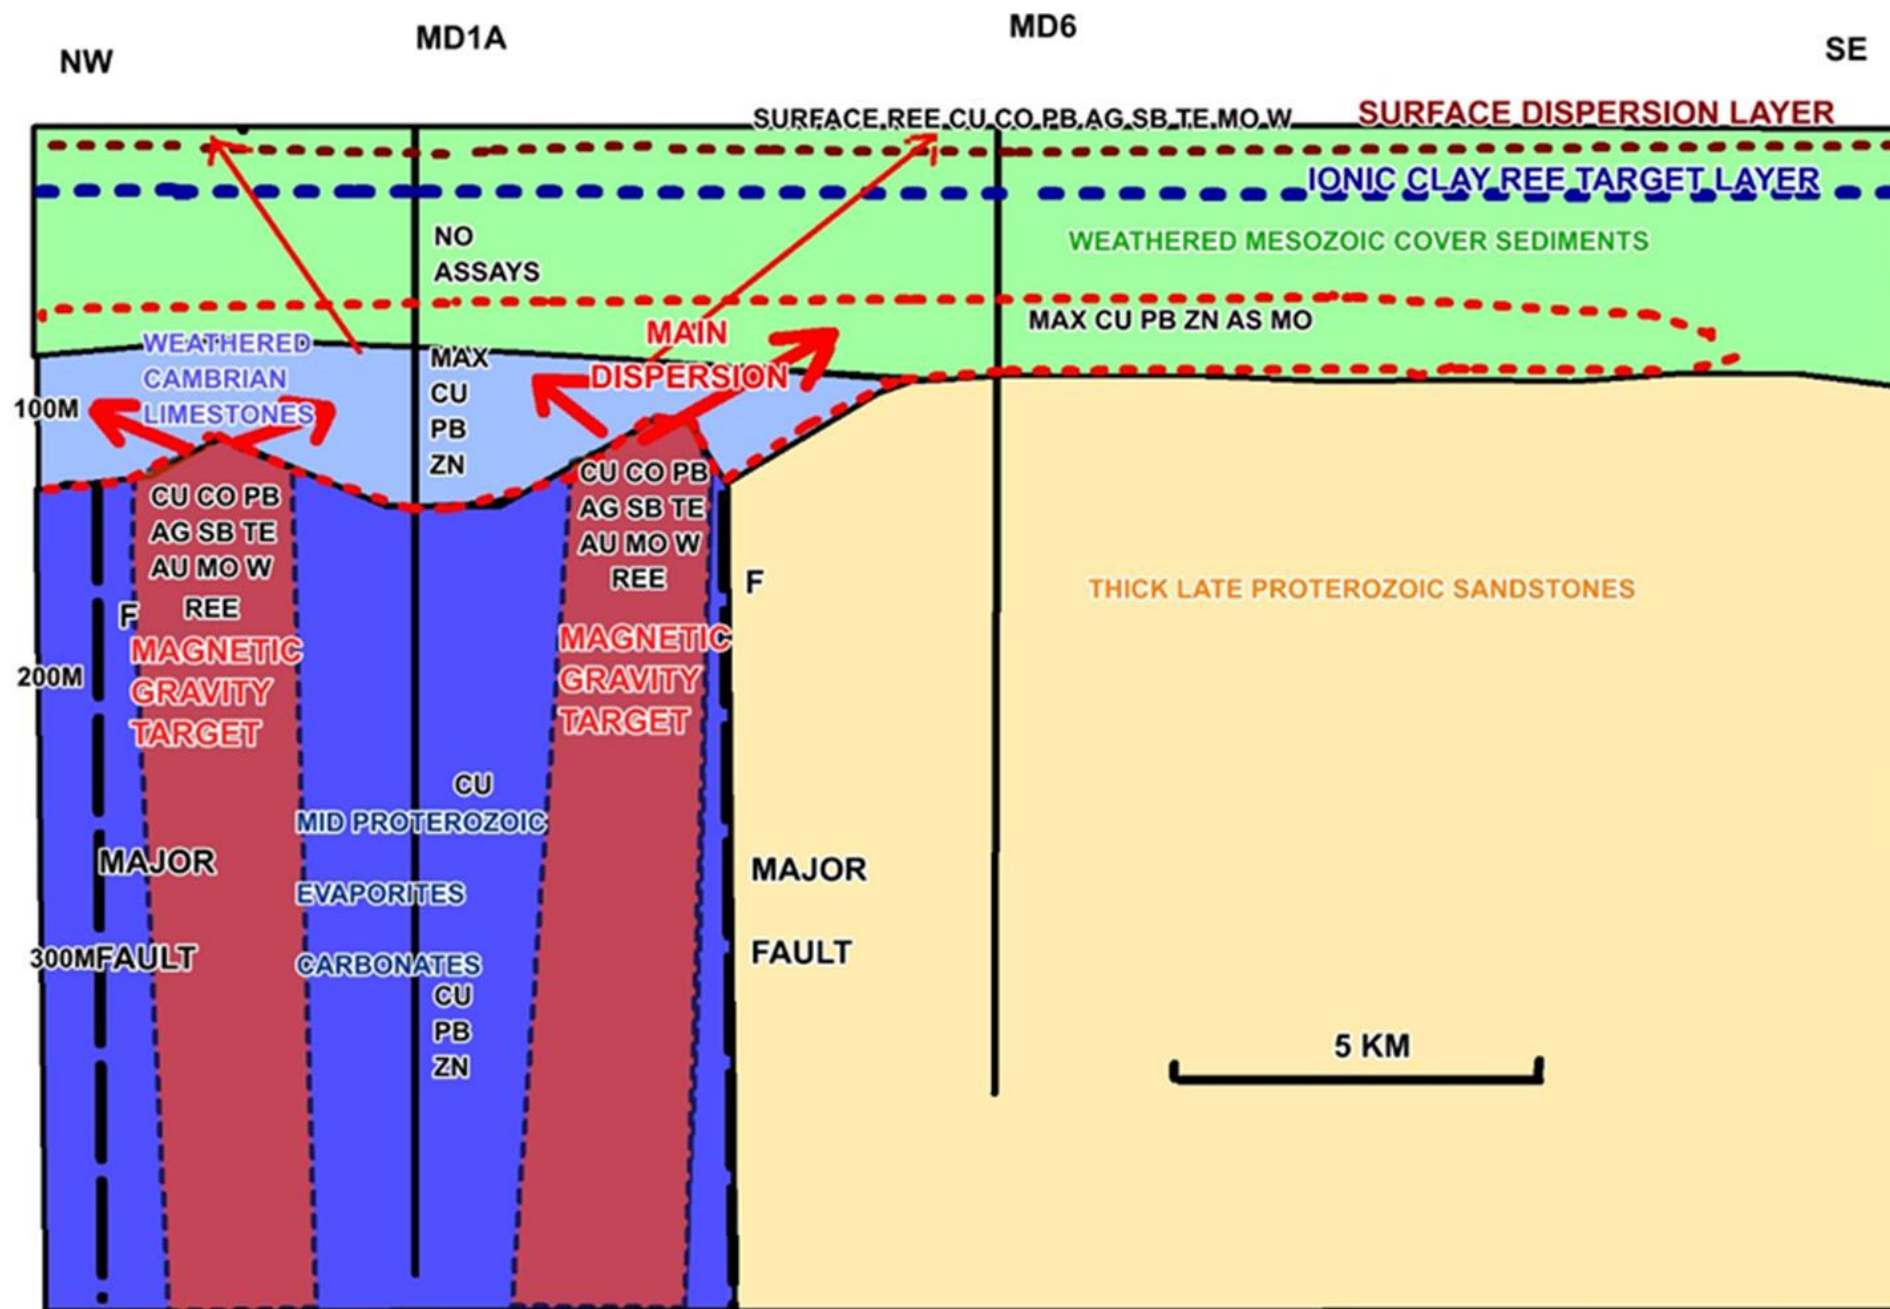 MD6
MD1A
NW
SE
SURFACE REE CU CO PB AG SB TE MO W
SURFACE DISPERSION LAYER
IONIC CLAY REE TARGET LAYER
NO
ASSAYS
WEATHERED MESOZOIC COVER SEDIMENTS
MAX CU PB ZN AS MO
MAIN
DISPERSION
WEATHERED
CAMBRIAN
LIMESTONES
MAX
CU
PB
ZN
100M
CU CO PB
AG SB TE
AU MO W
REE
MAGNETIC
GRAVITY
TARGET
F
CU CO PB
AG SB TE
AU MO W
REE
MAGNETIC
GRAVITY
TARGET
F
THICK LATE PROTEROZOIC SANDSTONES
200M
CU
MID PROTEROZOIC
EVAPORITES
CARBONATES
CU
PB
ZN
MAJOR
FAULT
MAJOR
FAULT
300M
5 KM